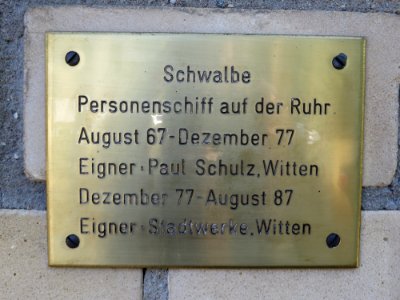 Schwalbe
Personenschiff auf der Ruhr
August 67-Dezember 77
Eigner·Paul Schulz,Witten
Dezember 77-August 87
Eigner·Stadtwerke,Witten